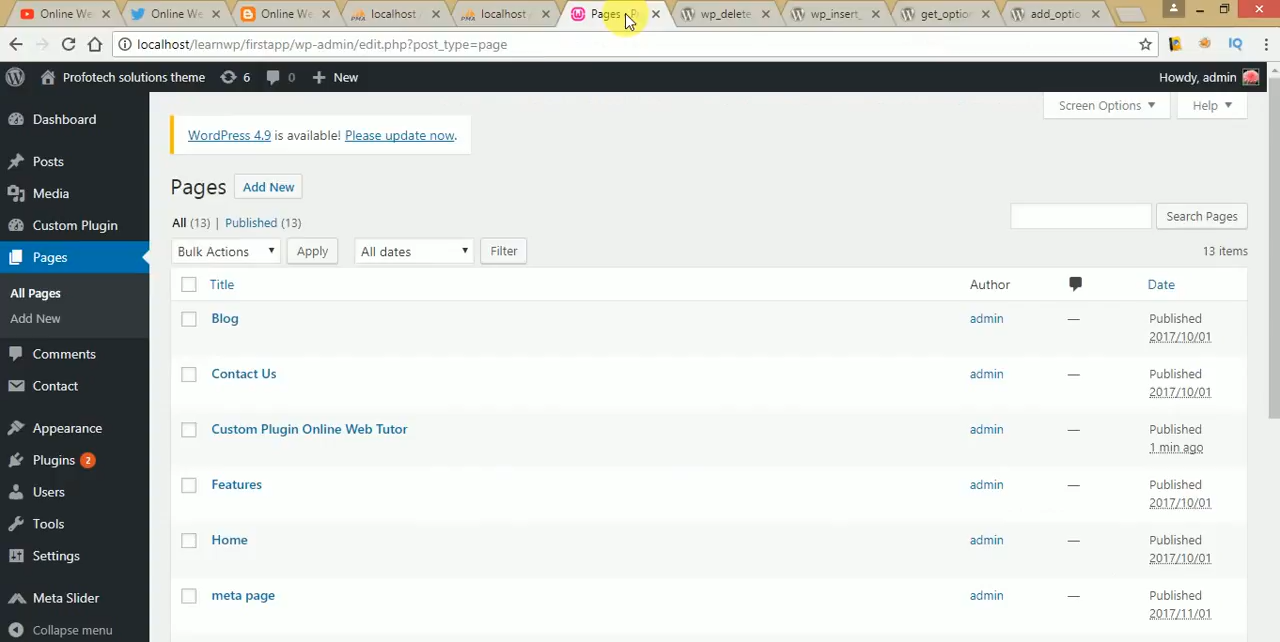 Online We
Online We
Online We
localhost
localhost
Pages
wp_delete
wp_insert_
get_optio
add_optio
localhost/learnwp/firstapp/wp-admin/edit.php?post_type=page
IQ
Profotech solutions theme 6 0 + New Howdy, admin
Screen Options ▼ Help ▼
Dashboard
WordPress 4.9 is available! Please update now.
Posts
Media
Custom Plugin
Pages
All Pages
Add New
Comments
Contact
Appearance
Plugins 2
Users
Tools
Settings
Meta Slider
Collapse menu
Pages Add New
All (13) | Published (13)
Search Pages
Bulk Actions Apply All dates Filter 13 items
Title Author Date
Blog admin — Published
2017/10/01
Contact Us admin — Published
2017/10/01
Custom Plugin Online Web Tutor admin — Published
1 min ago
Features admin — Published
2017/10/01
Home admin — Published
2017/10/01
meta page admin — Published
2017/11/01